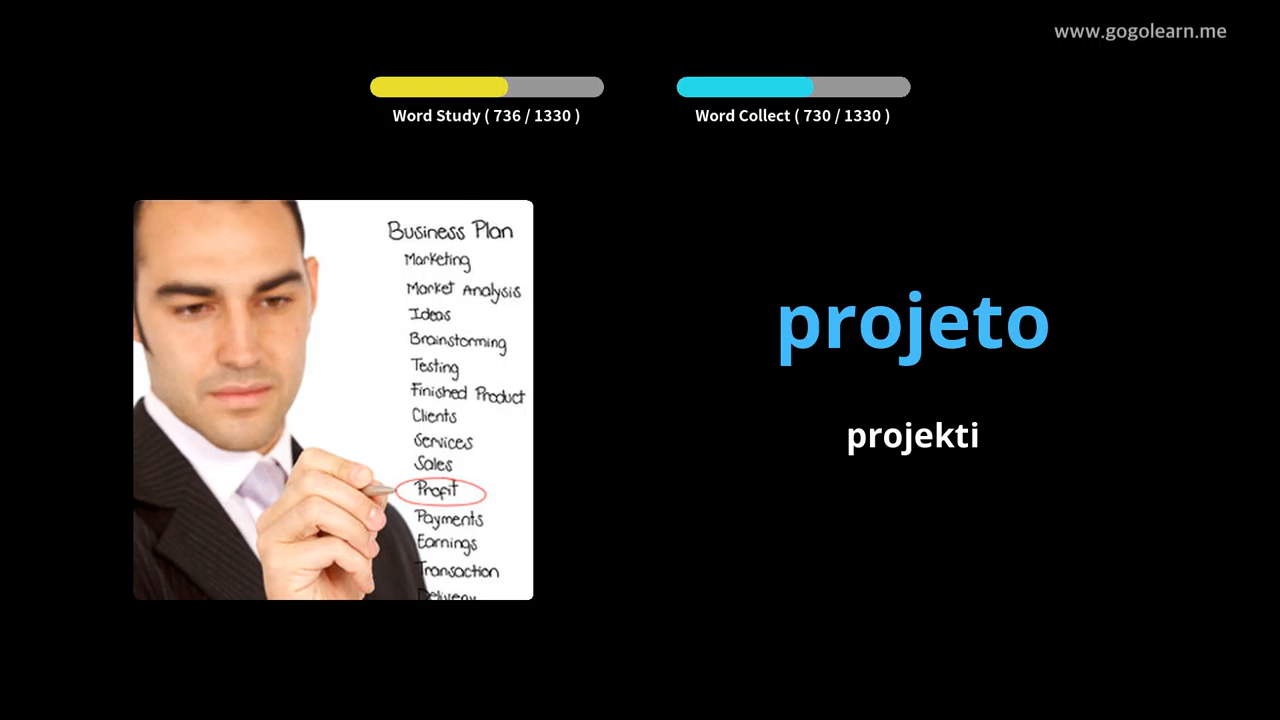 www.gogolearn.me
Word Study ( 736 / 1330 )
Word Collect ( 730 / 1330 )
Business Plan
Marketing
Market Analysis
Ideas
Brainstorming
Testing
Finished Product
Clients
Services
Sales
Profit
Payments
Earnings
Transaction
Delivery
projeto
projekti